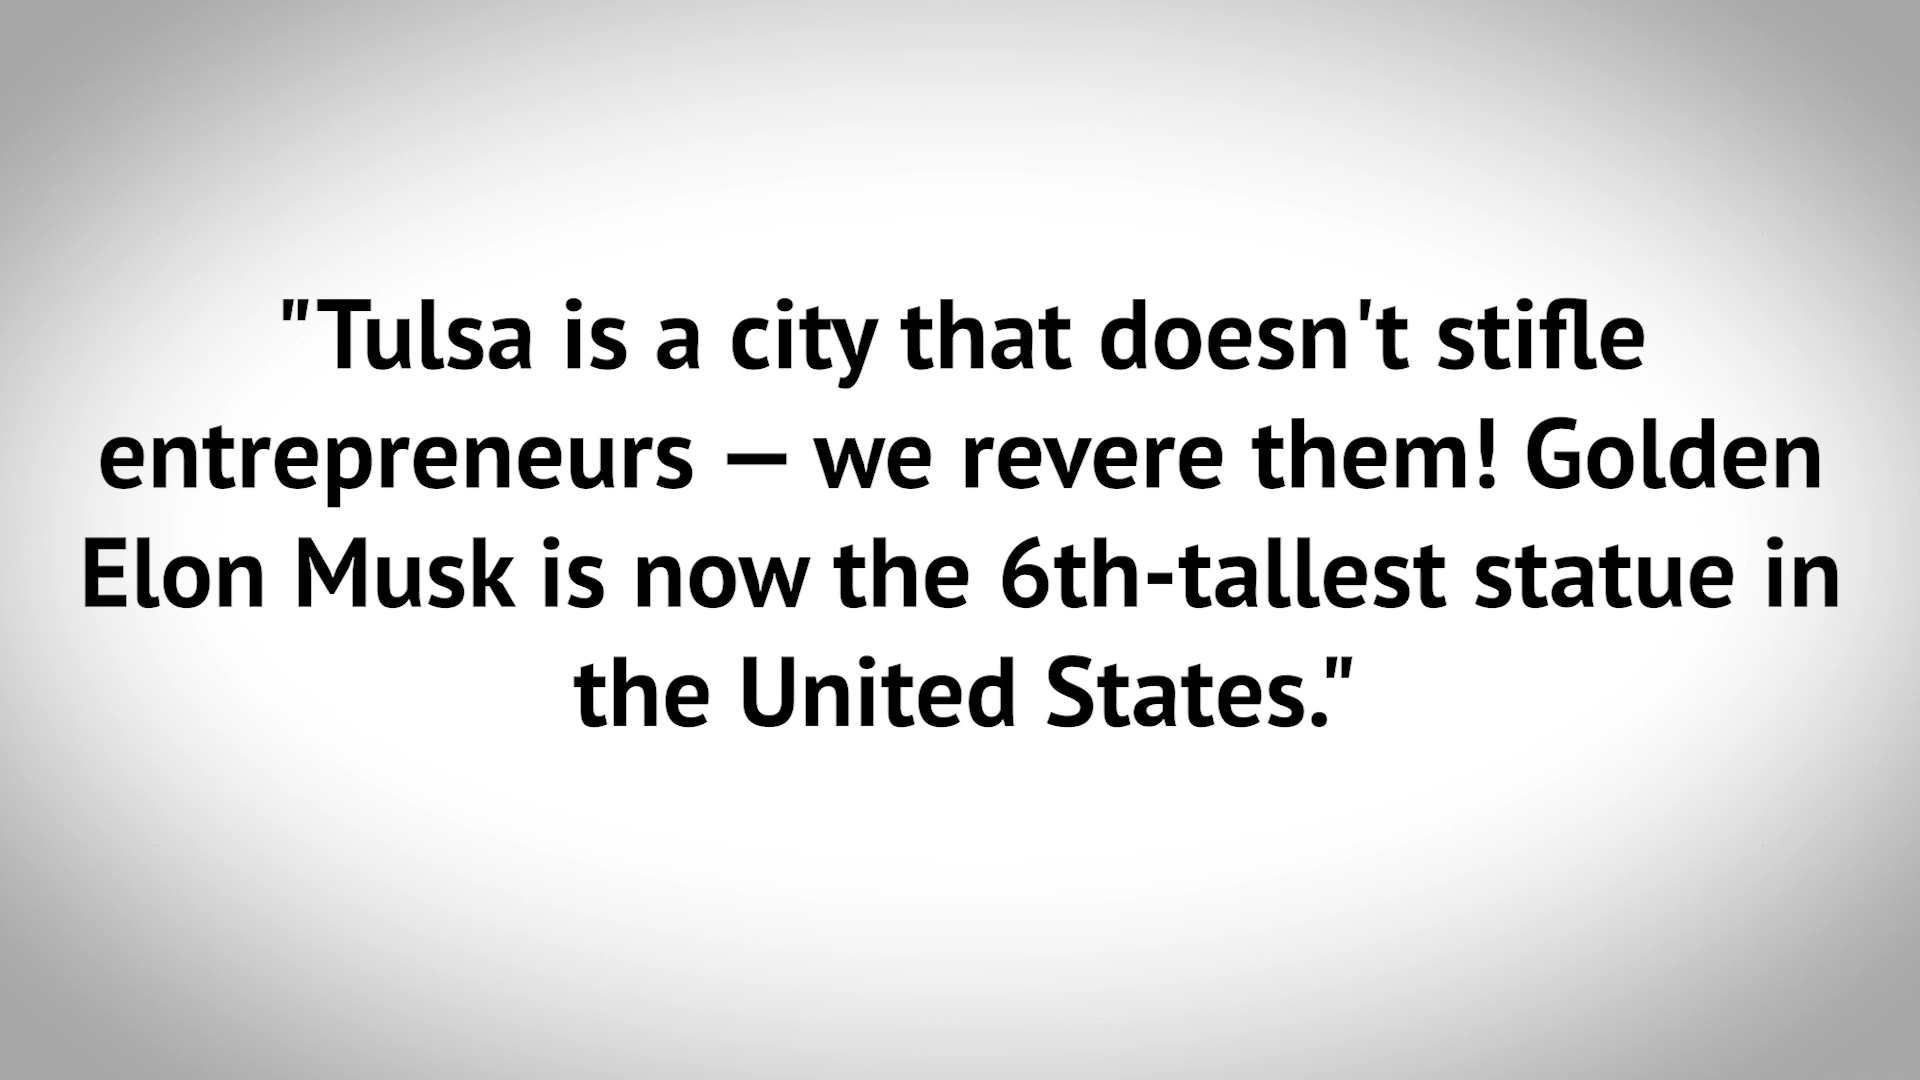 "Tulsa is a city that doesn't stifle
entrepreneurs — we revere them! Golden
Elon Musk is now the 6th-tallest statue in
the United States."